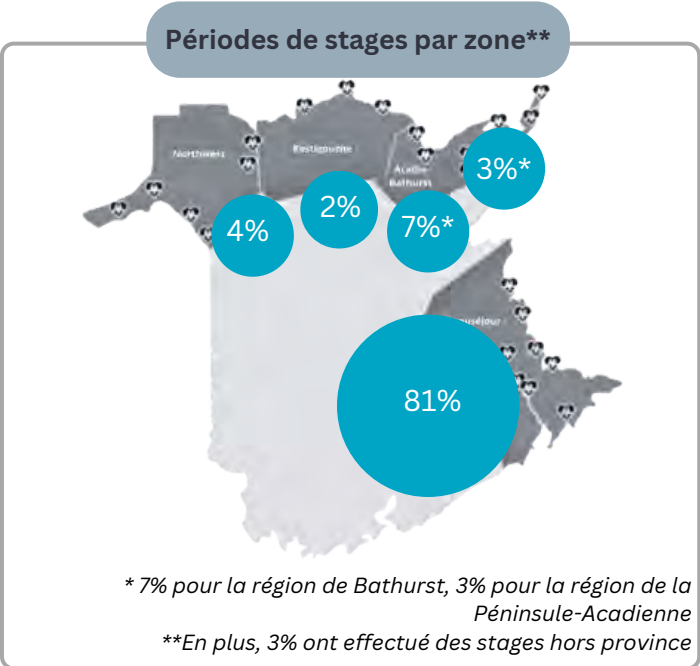 Périodes de stages par zone**
Northwest
Restigouche
Acadie-
Bathurst
3%*
2%
7%*
4%
81%
* 7% pour la région de Bathurst, 3% pour la région de la
Péninsule-Acadienne
**En plus, 3% ont effectué des stages hors province